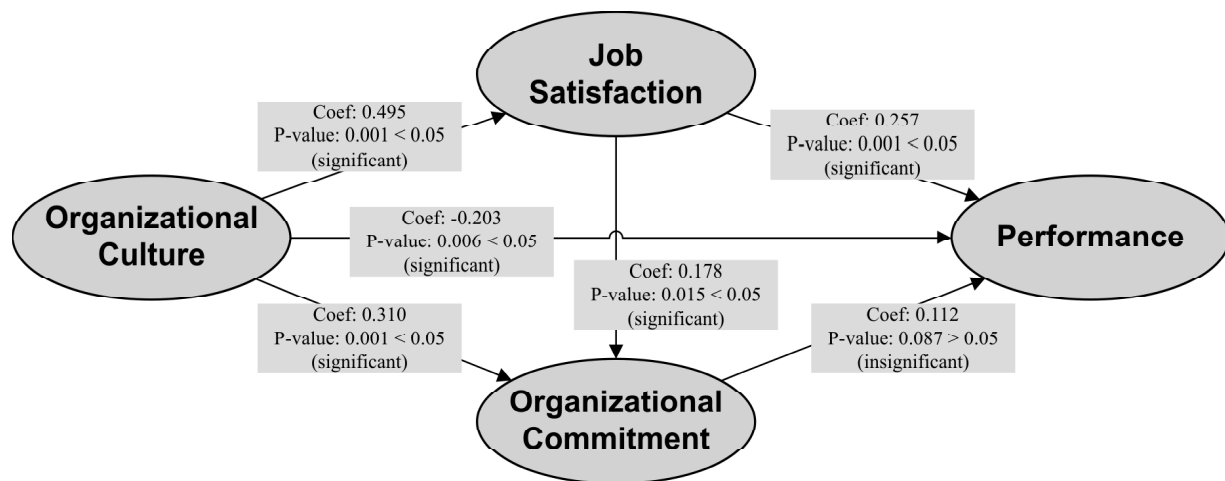 Job
Satisfaction
Coef: 0.495
P-value: 0.001 < 0.05
(significant)
Coef: 0.257
P-value: 0.001 < 0.05
(significant)
Organizational
Culture
Coef: -0.203
P-value: 0.006 < 0.05
(significant)
Performance
Coef: 0.178
P-value: 0.015 < 0.05
(significant)
Coef: 0.310
P-value: 0.001 < 0.05
(significant)
Coef: 0.112
P-value: 0.087 > 0.05
(insignificant)
Organizational
Commitment